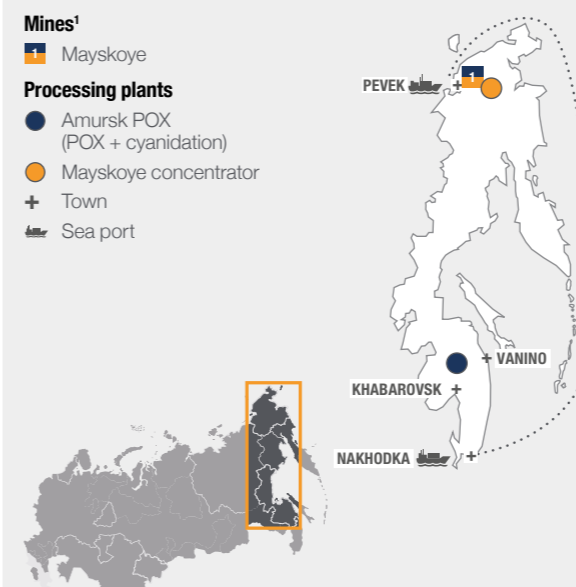 Mines¹
1 Mayskoye
Processing plants
Amursk POX
(POX + cyanidation)
Mayskoye concentrator
Town
Sea port
PEVEK
1
VANINO
KHABAROVSK
NAKHODKA